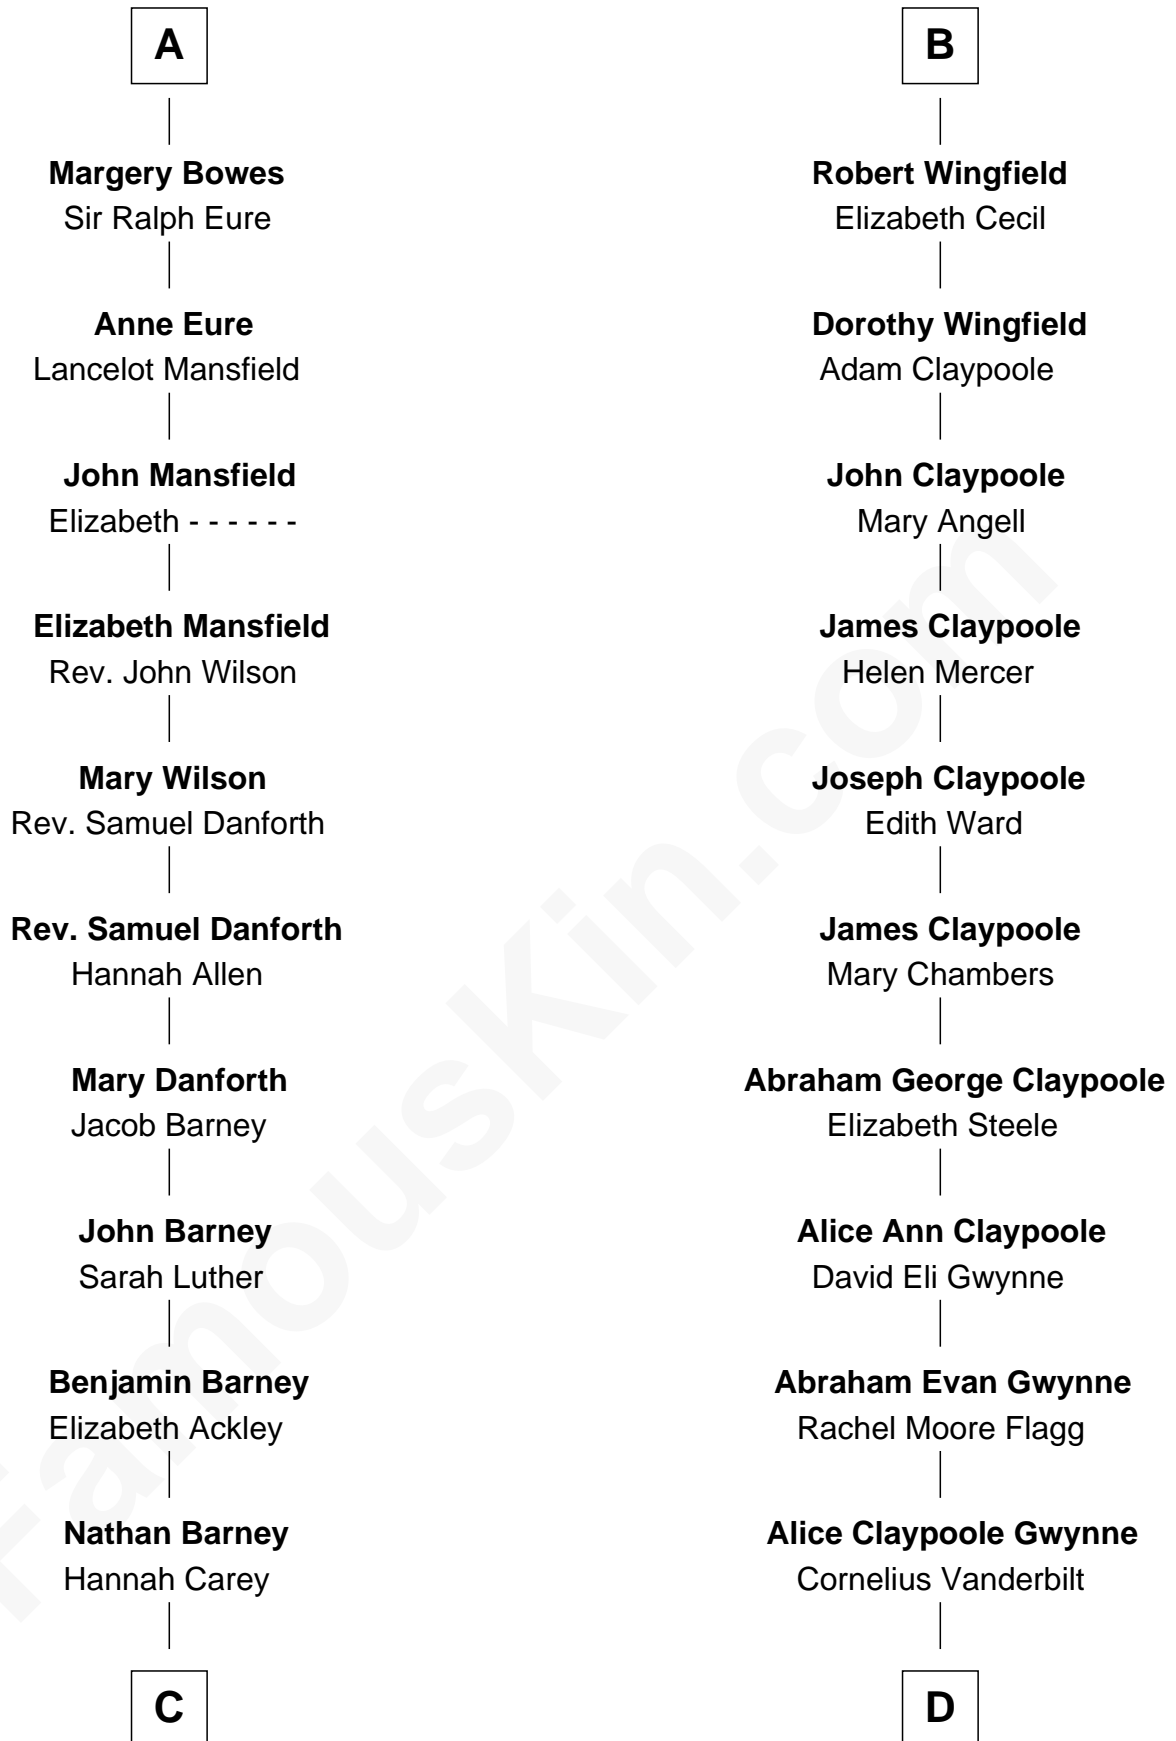 A
Margery Bowes
Sir Ralph Eure
Anne Eure
Lancelot Mansfield
John Mansfield
Elizabeth - - - - - -
Elizabeth Mansfield
Rev. John Wilson
Mary Wilson
Rev. Samuel Danforth
Rev. Samuel Danforth
Hannah Allen
Mary Danforth
Jacob Barney
John Barney
Sarah Luther
Benjamin Barney
Elizabeth Ackley
Nathan Barney
Hannah Carey
C
B
Robert Wingfield
Elizabeth Cecil
Dorothy Wingfield
Adam Claypoole
John Claypoole
Mary Angell
James Claypoole
Helen Mercer
Joseph Claypoole
Edith Ward
James Claypoole
Mary Chambers
Abraham George Claypoole
Elizabeth Steele
Alice Ann Claypoole
David Eli Gwynne
Abraham Evan Gwynne
Rachel Moore Flagg
Alice Claypoole Gwynne
Cornelius Vanderbilt
D
FamousKin.com